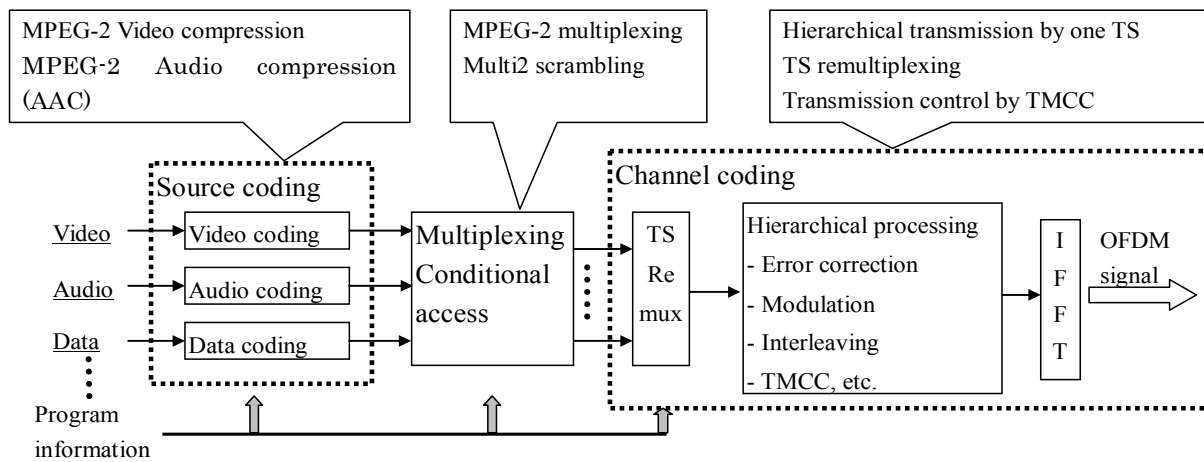 MPEG-2 Video compression
MPEG-2 Audio compression
(AAC)
MPEG-2 multiplexing
Multi2 scrambling
Hierarchical transmission by one TS
TS remultiplexing
Transmission control by TMCC
Source coding
Video
Video coding
Audio
Audio coding
Data
Data coding
Program
information
Multiplexing
Conditional
access
Channel coding
TS
Re
mux
Hierarchical processing
- Error correction
- Modulation
- Interleaving
- TMCC, etc.
I
F
F
T
OFDM
signal